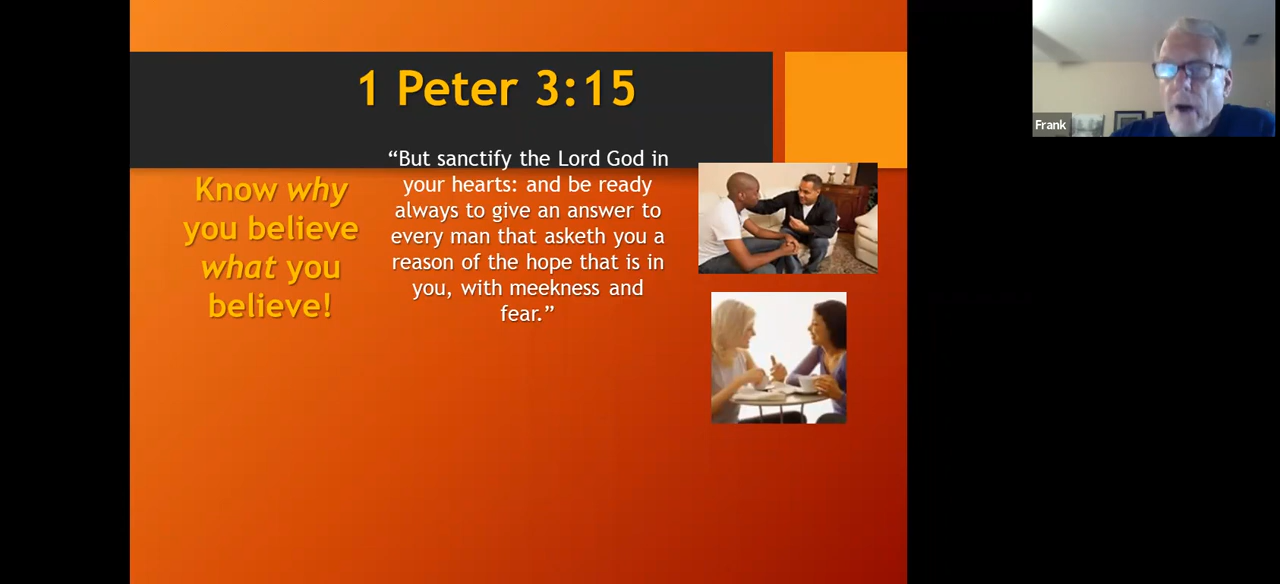 1 Peter 3:15
Know why
you believe
what you
believe!
“But sanctify the Lord God in
your hearts: and be ready
always to give an answer to
every man that asketh you a
reason of the hope that is in
you, with meekness and
fear.”
Frank